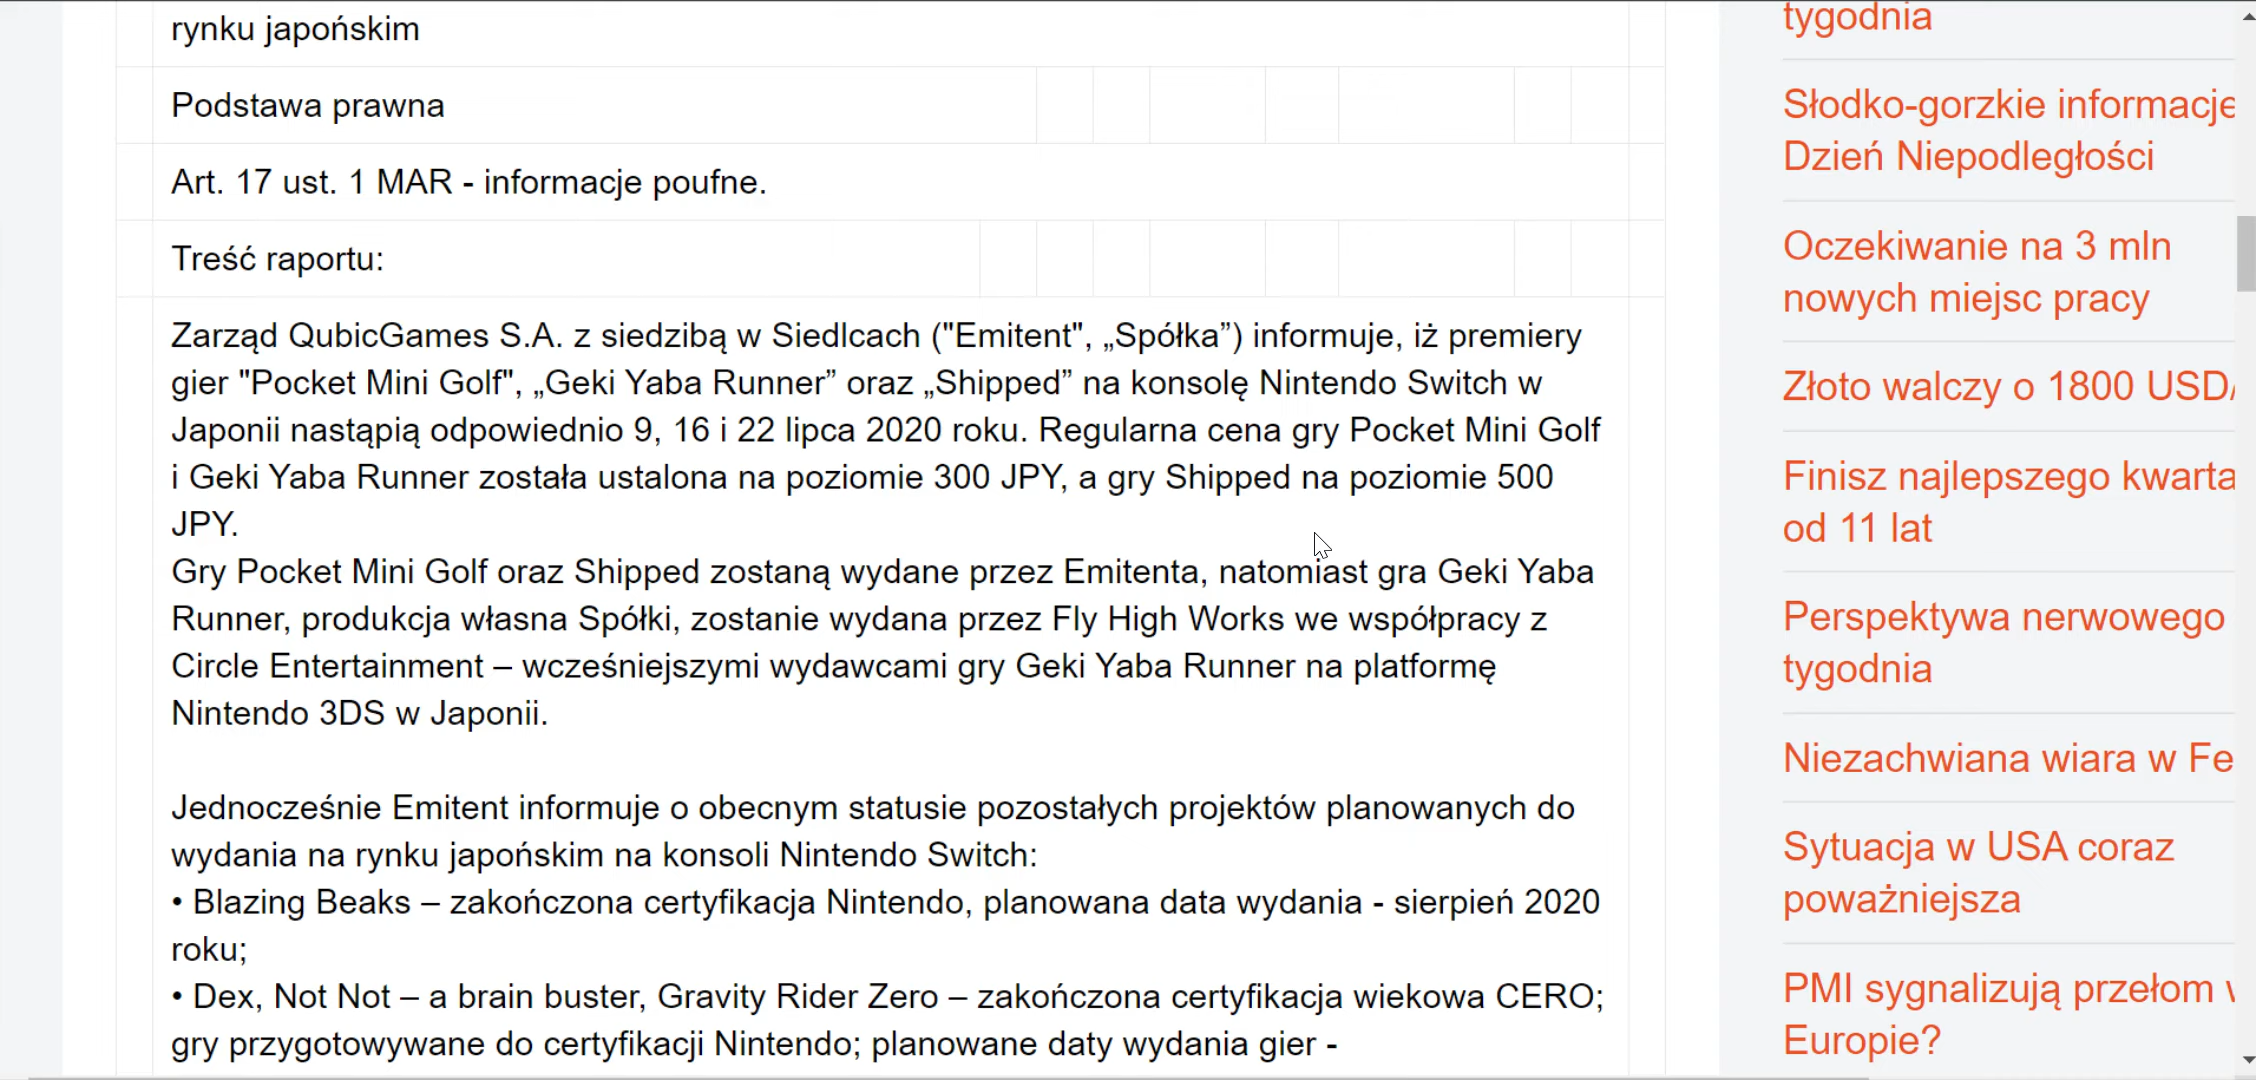 rynku japońskim
Podstawa prawna
Art. 17 ust. 1 MAR - informacje poufne.
Treść raportu:
Zarząd QubicGames S.A. z siedzibą w Siedlcach ("Emitent", „Spółka”) informuje, iż premiery
gier "Pocket Mini Golf", „Geki Yaba Runner” oraz „Shipped” na konsolę Nintendo Switch w
Japonii nastąpią odpowiednio 9, 16 i 22 lipca 2020 roku. Regularna cena gry Pocket Mini Golf
i Geki Yaba Runner została ustalona na poziomie 300 JPY, a gry Shipped na poziomie 500
JPY.
Gry Pocket Mini Golf oraz Shipped zostaną wydane przez Emitenta, natomiast gra Geki Yaba
Runner, produkcja własna Spółki, zostanie wydana przez Fly High Works we współpracy z
Circle Entertainment – wcześniejszymi wydawcami gry Geki Yaba Runner na platformę
Nintendo 3DS w Japonii.
Jednocześnie Emitent informuje o obecnym statusie pozostałych projektów planowanych do
wydania na rynku japońskim na konsoli Nintendo Switch:
• Blazing Beaks – zakończona certyfikacja Nintendo, planowana data wydania - sierpień 2020
roku;
• Dex, Not Not – a brain buster, Gravity Rider Zero – zakończona certyfikacja wiekowa CERO;
gry przygotowywane do certyfikacji Nintendo; planowane daty wydania gier -
tygodnia
Słodko-gorzkie informacje
Dzień Niepodległości
Oczekiwanie na 3 mln
nowych miejsc pracy
Złoto walczy o 1800 USD/
Finisz najlepszego kwarta
od 11 lat
Perspektywa nerwowego
tygodnia
Niezachwiana wiara w Fe
Sytuacja w USA coraz
poważniejsza
PMI sygnalizują przełom w
Europie?